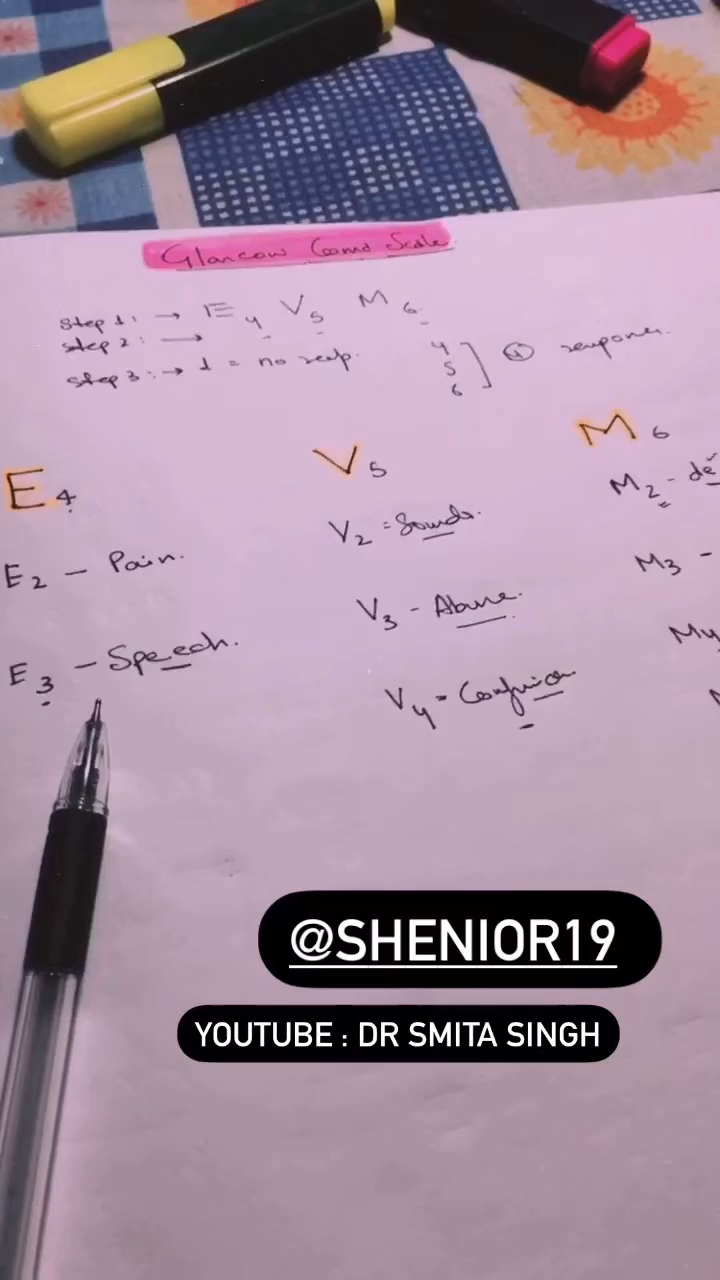 Glascow Coma Scale
Step 1: → E4 V5 M6
Step 2: →
Step 3: → 1 = no resp. 4 5 6 ] (+) response.
E4 V5 M6
E2 - Pain. V2 = Sounds. M2 - de
E3 - Speech. V3 - Abuse. M3 -
V4 = Confusion M4
@SHENIOR19
YOUTUBE : DR SMITA SINGH